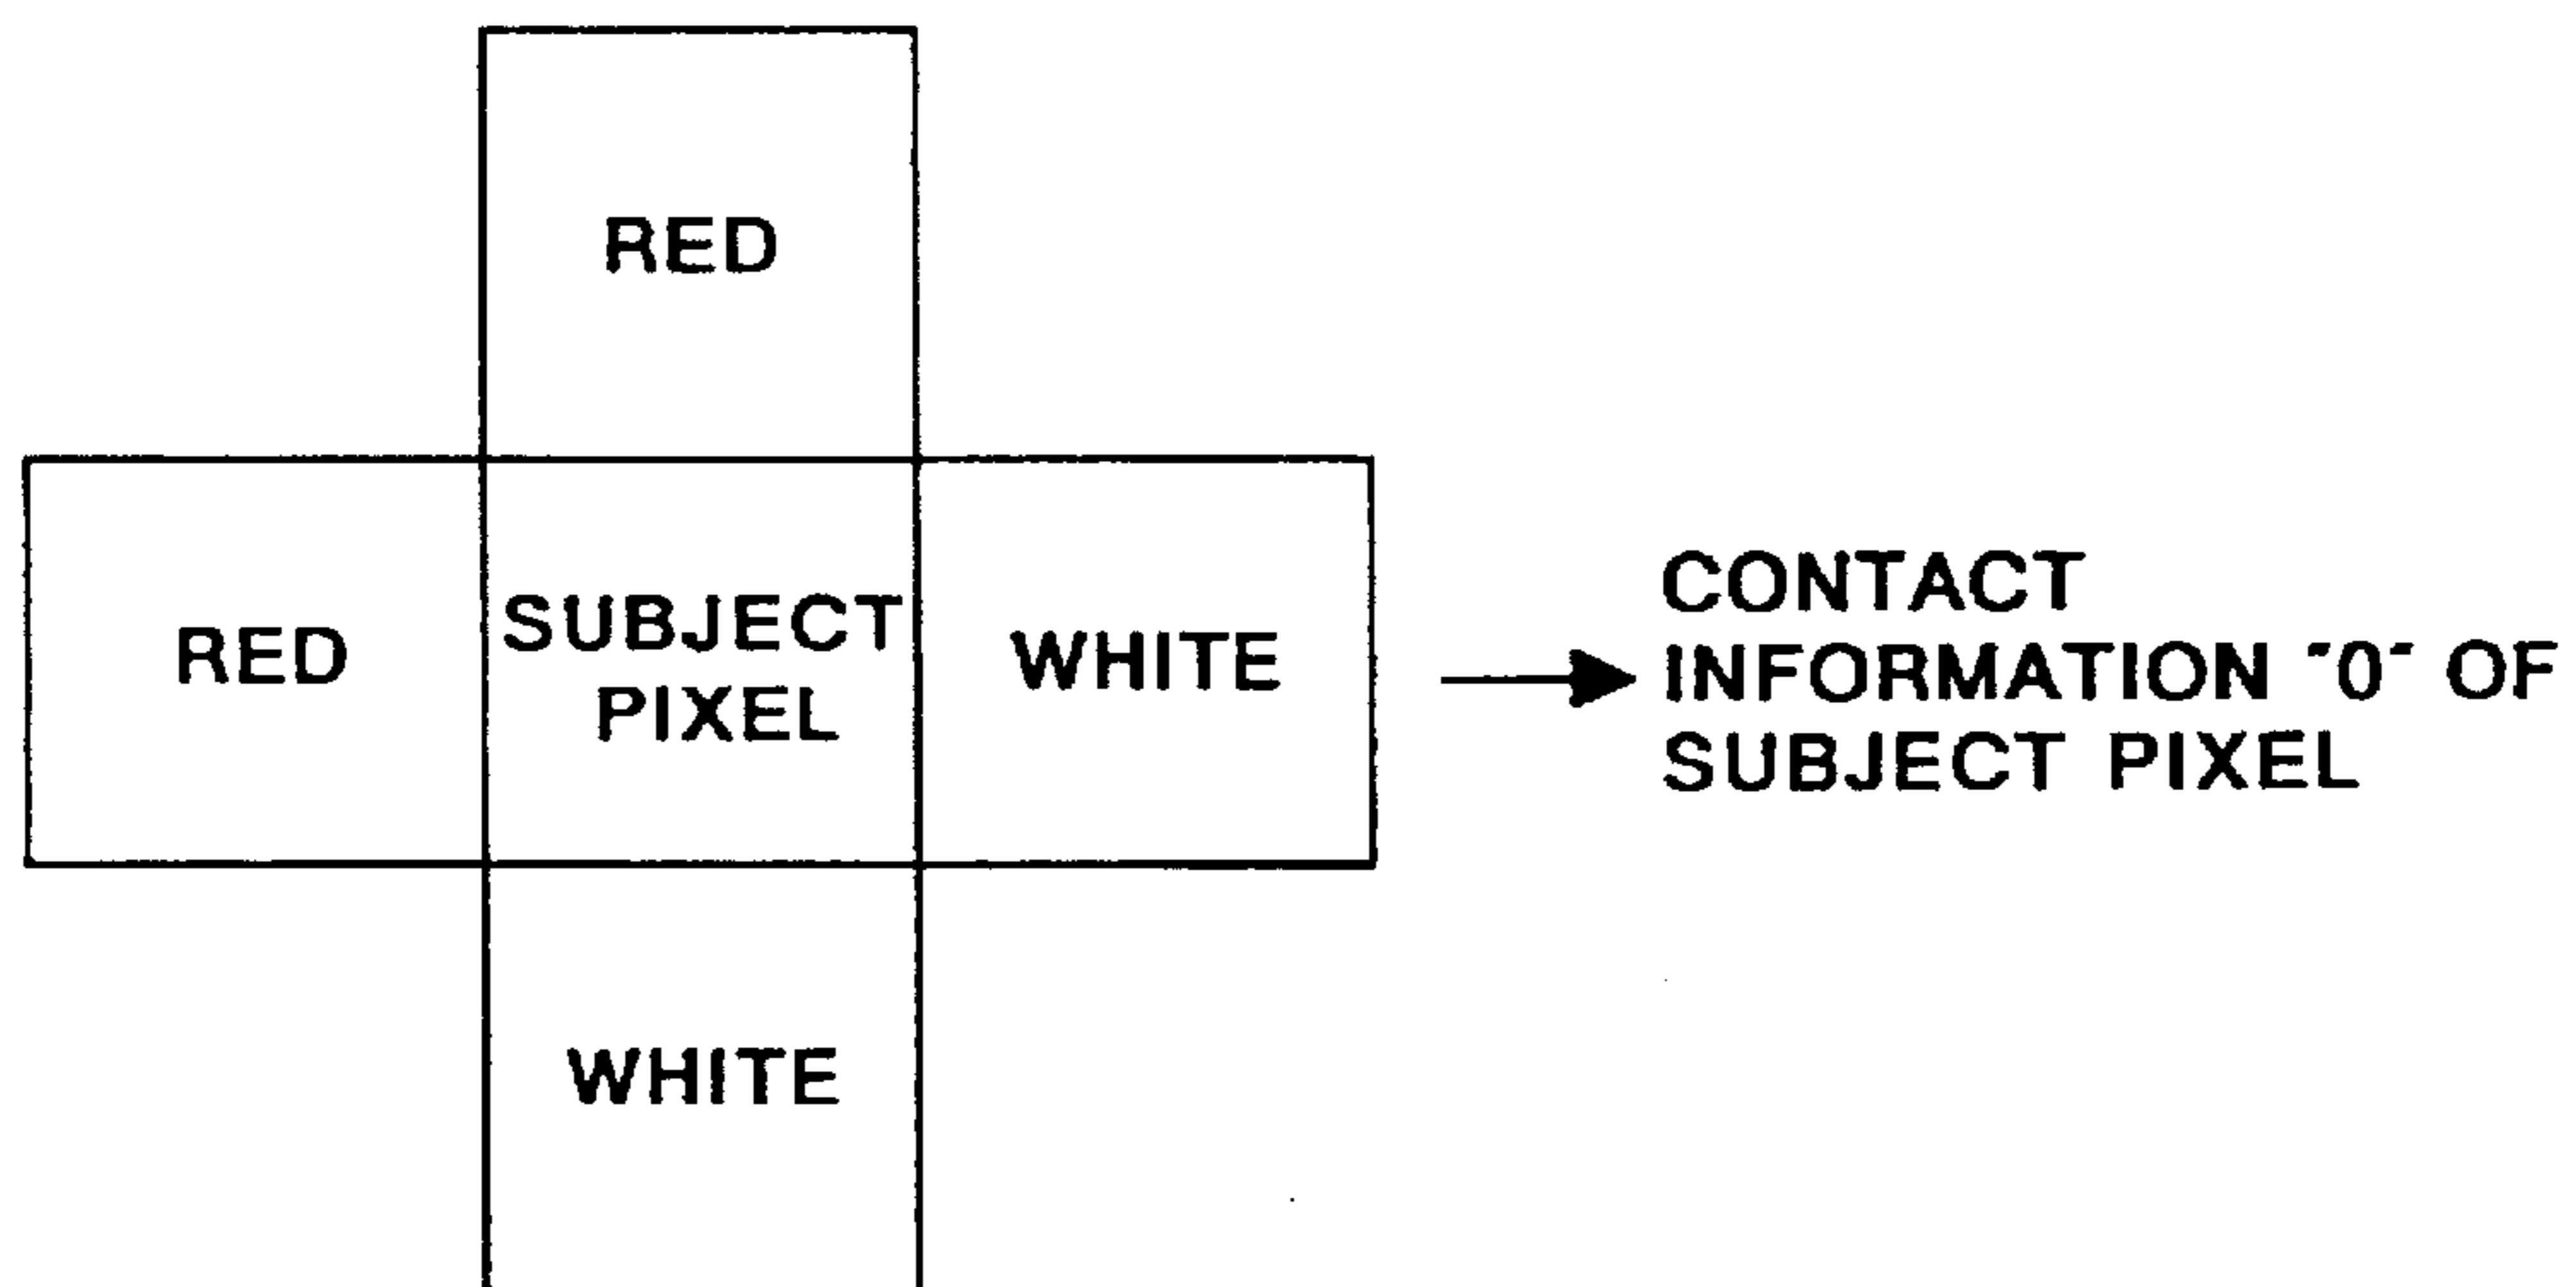 RED
RED
SUBJECT
PIXEL
WHITE
CONTACT
INFORMATION "0" OF
SUBJECT PIXEL
WHITE